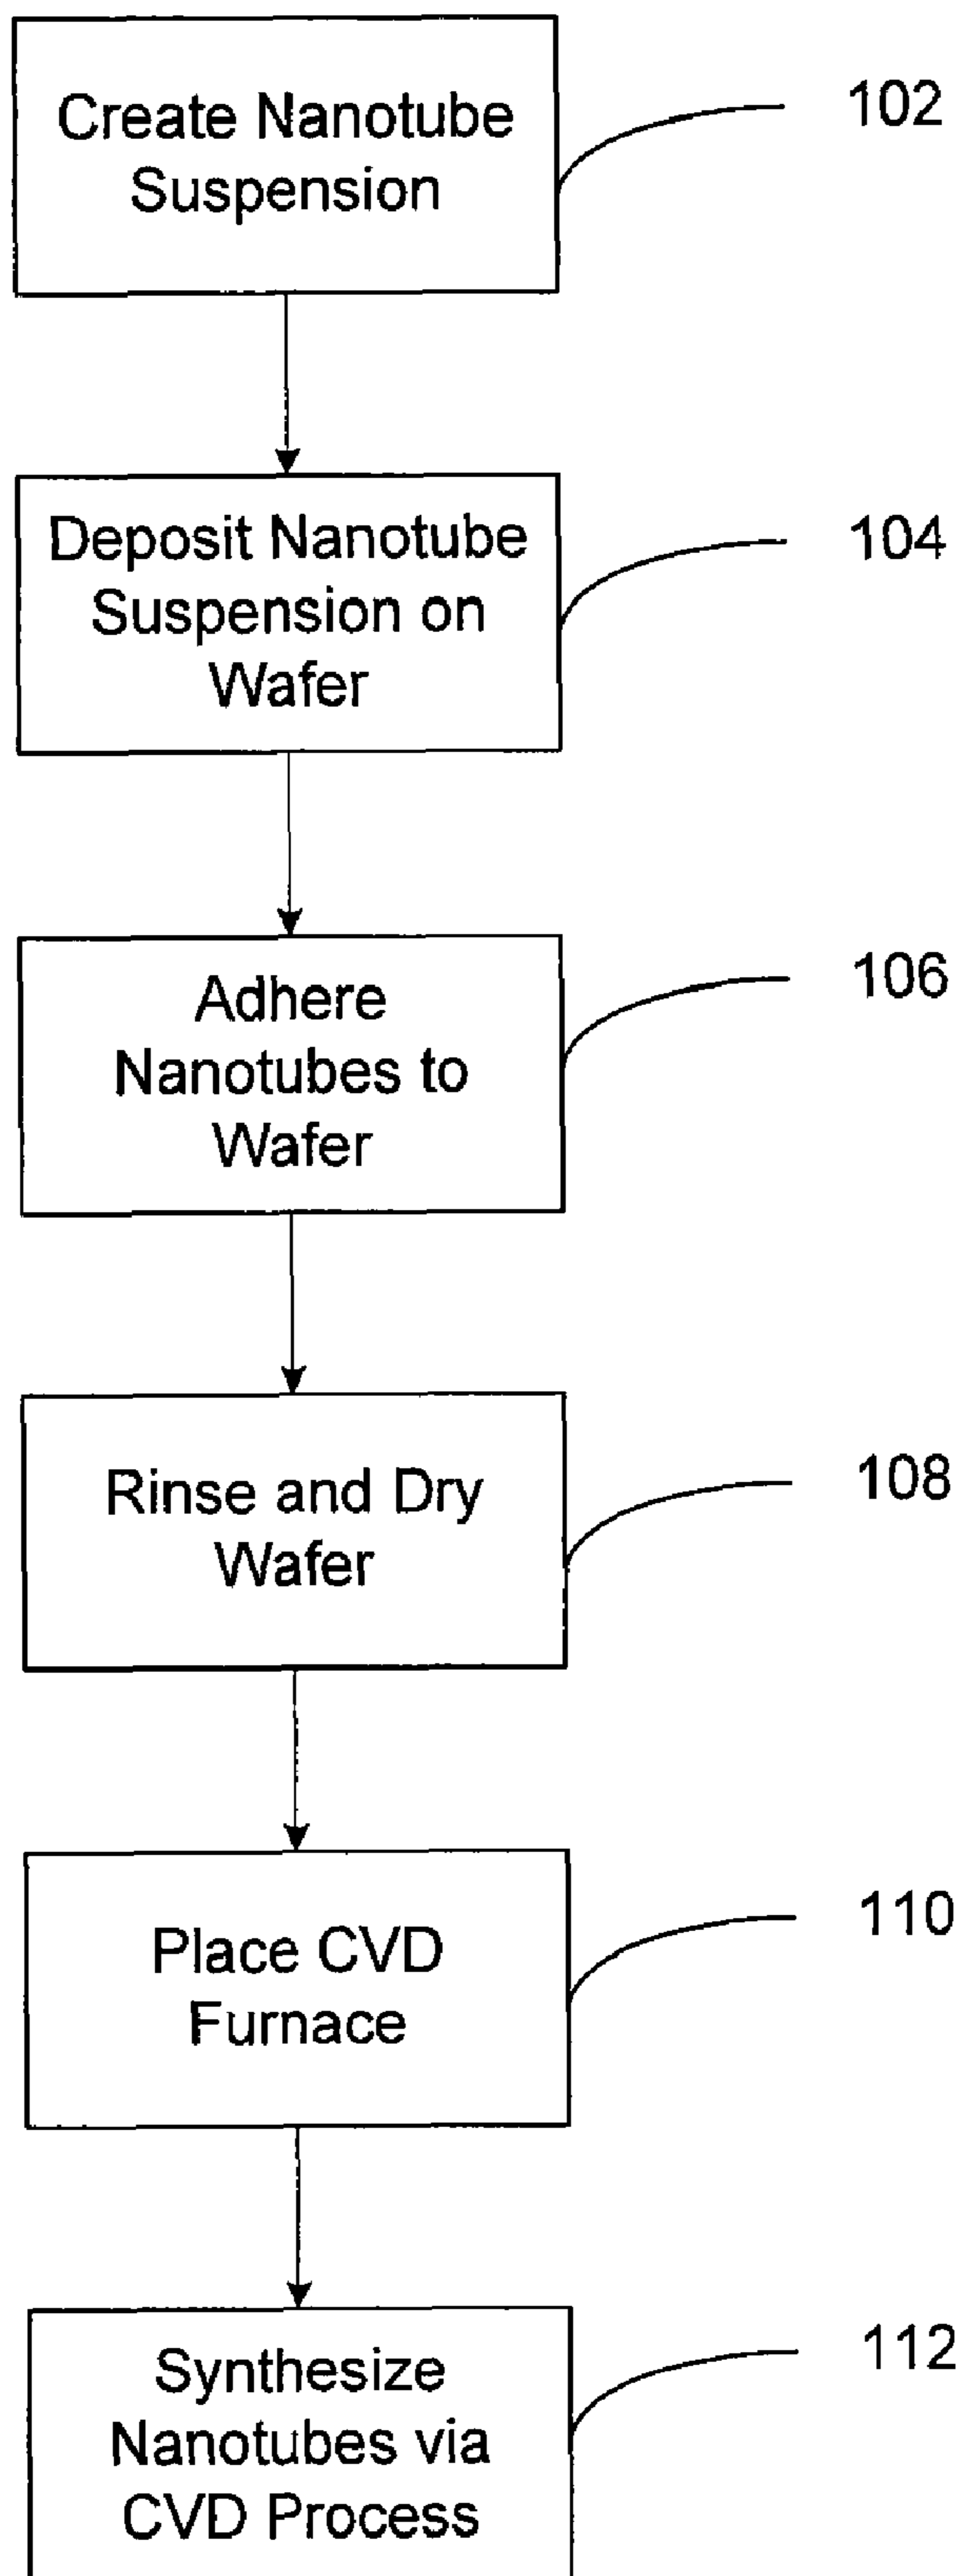 Create Nanotube
Suspension
102
Deposit Nanotube
Suspension on
Wafer
104
Adhere
Nanotubes to
Wafer
106
Rinse and Dry
Wafer
108
Place CVD
Furnace
110
Synthesize
Nanotubes via
CVD Process
112